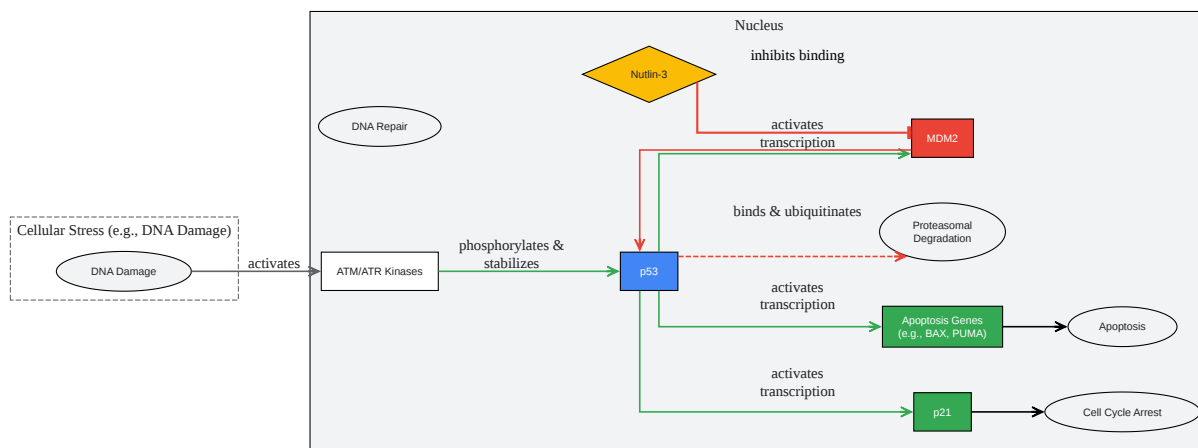 Nucleus
inhibits binding
Nutlin-3
DNA Repair
activates
transcription
MDM2
Cellular Stress (e.g., DNA Damage)
DNA Damage
activates
ATM/ATR Kinases
phosphorylates &
stabilizes
p53
binds & ubiquitinates
Proteasomal
Degradation
activates
transcription
Apoptosis Genes
(e.g., BAX, PUMA)
Apoptosis
activates
transcription
p21
Cell Cycle Arrest